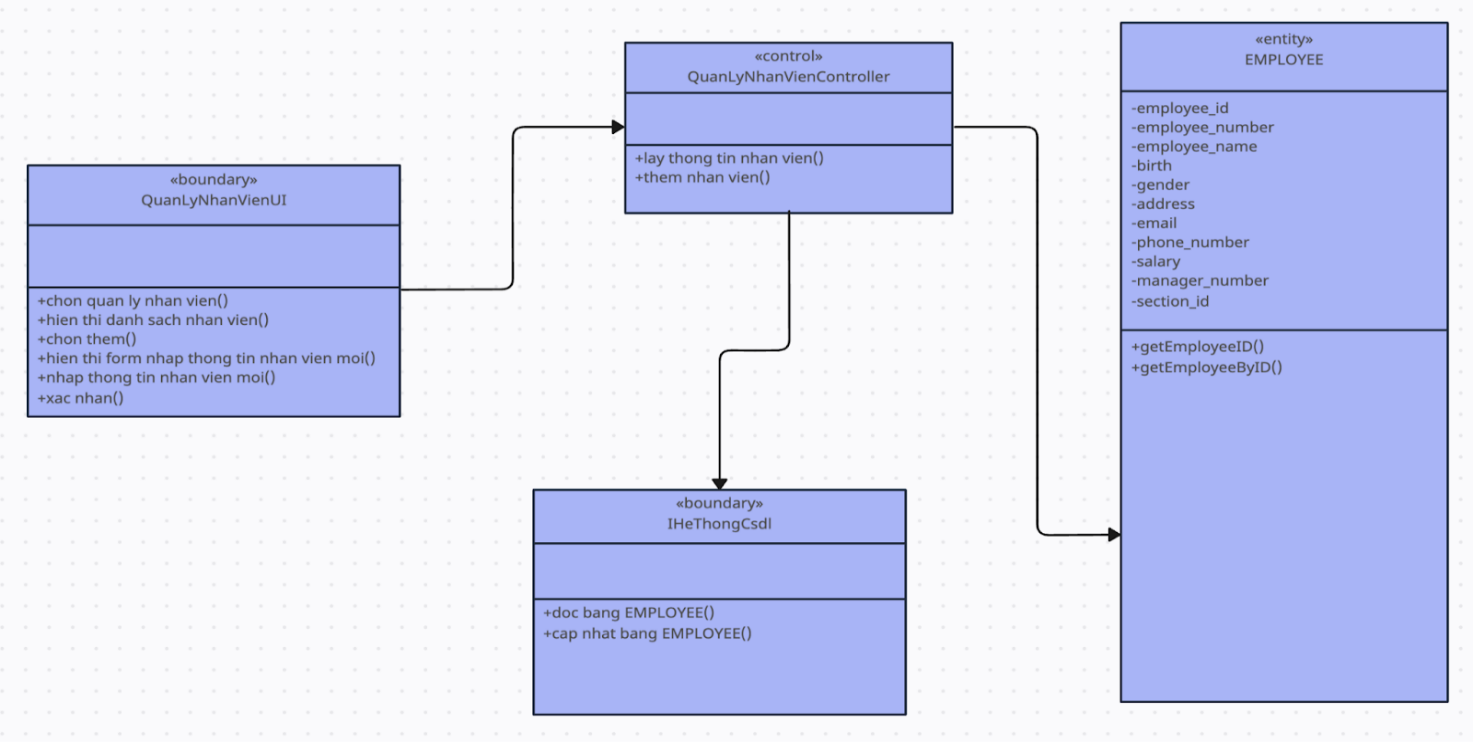 «boundary»
QuanLyNhanVienUI
+chon quan ly nhan vien()
+hien thi danh sach nhan vien()
+chon them()
+hien thi form nhap thong tin nhan vien moi()
+nhap thong tin nhan vien moi()
+xac nhan()
«control»
QuanLyNhanVienController
+lay thong tin nhan vien()
+them nhan vien()
«boundary»
IHeThongCsdl
+doc bang EMPLOYEE()
+cap nhat bang EMPLOYEE()
«entity»
EMPLOYEE
-employee_id
-employee_number
-employee_name
-birth
-gender
-address
-email
-phone_number
-salary
-manager_number
-section_id
+getEmployeeID()
+getEmployeeByID()